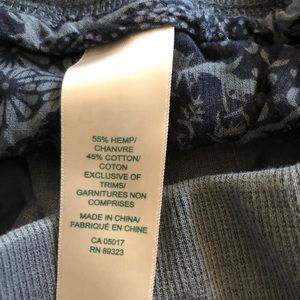 55% HEMP/
CHANVRE
45% COTTON/
COTON
EXCLUSIVE OF
TRIMS/
GARNITURES NON
COMPRISES
MADE IN CHINA/
FABRIQUÉ EN CHINE
CA 05017
RN 89323